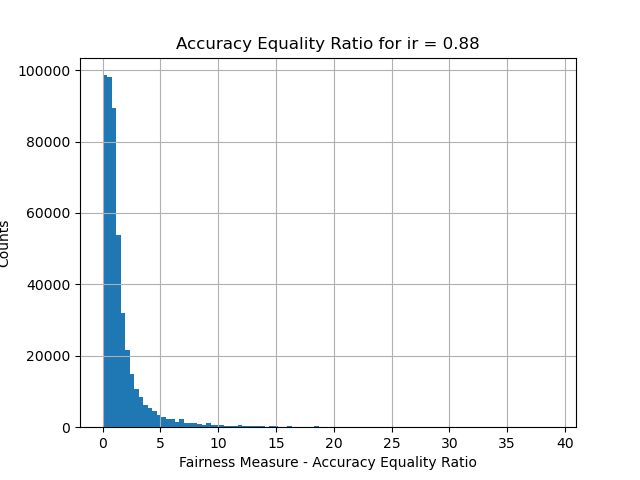 Accuracy Equality Ratio for ir = 0.88
100000
80000
60000
40000
20000
0
Counts
0 5 10 15 20 25 30 35 40
Fairness Measure - Accuracy Equality Ratio